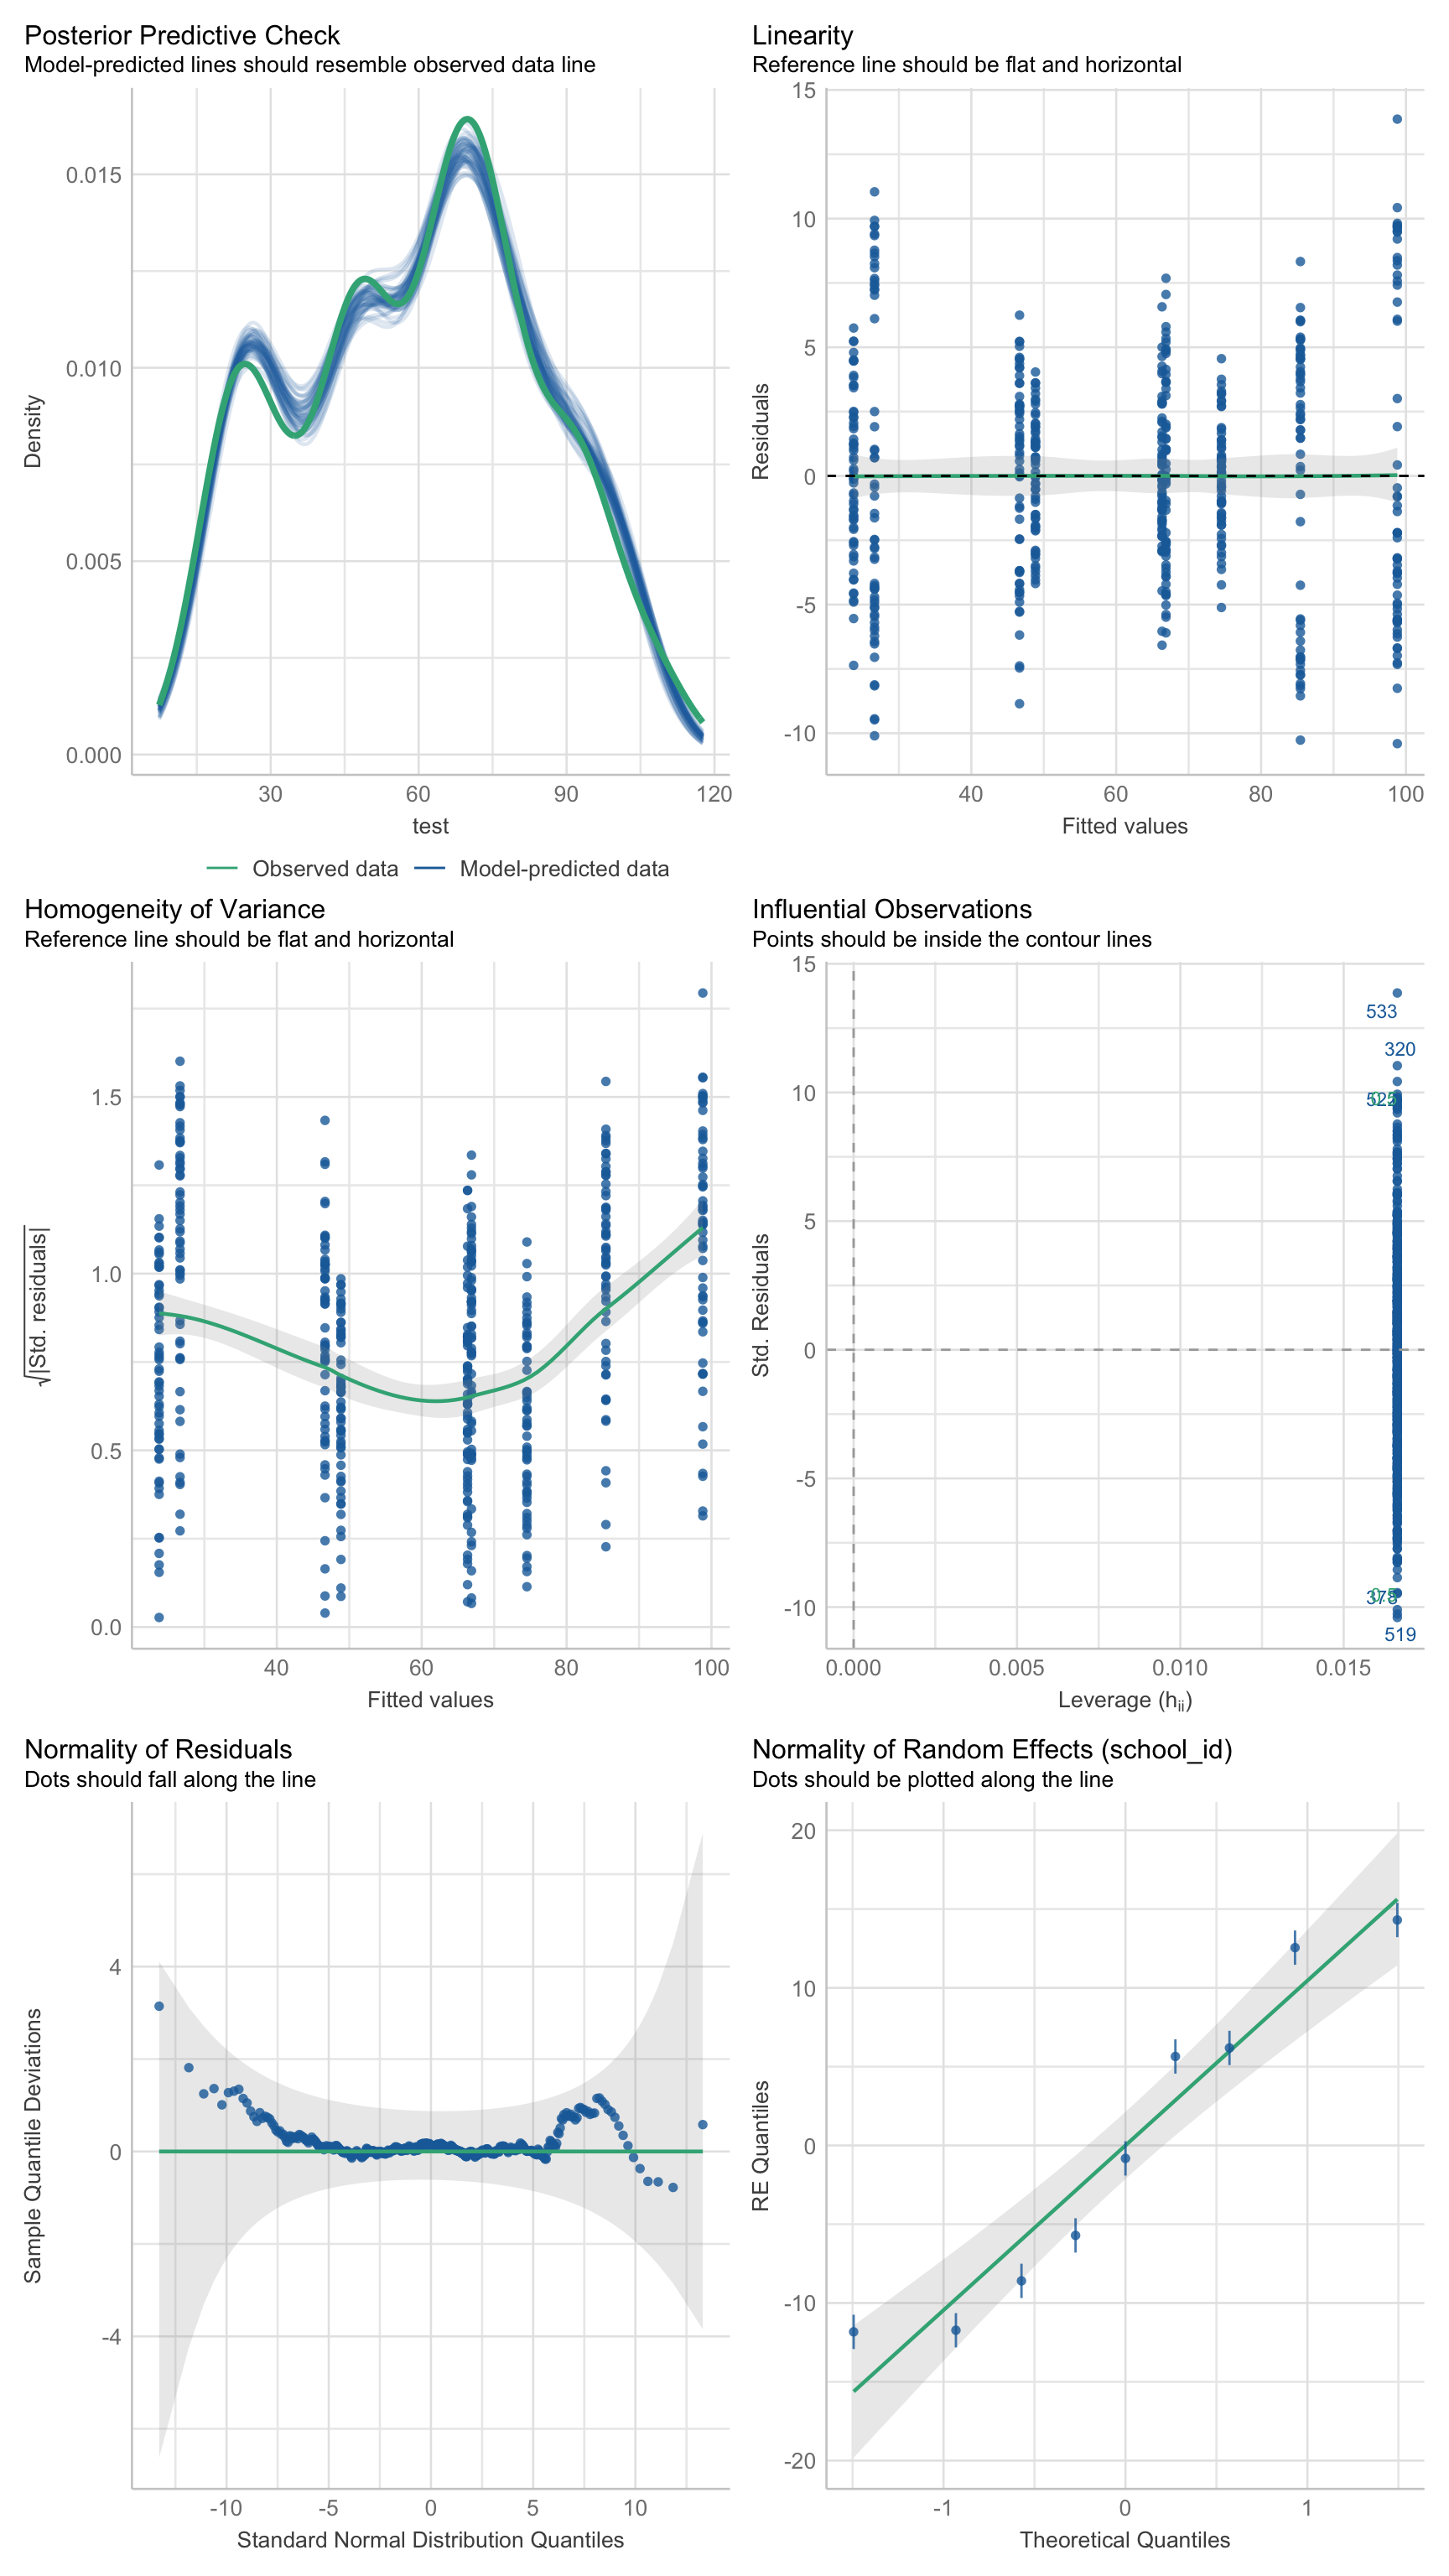 Posterior Predictive Check
Model-predicted lines should resemble observed data line
Density
0.015
0.010
0.005
0.000
30 60 90 120
test
Observed data Model-predicted data
Linearity
Reference line should be flat and horizontal
Residuals
15
10
5
0
-5
-10
40 60 80 100
Fitted values
Homogeneity of Variance
Reference line should be flat and horizontal
√|Std. residuals|
1.5
1.0
0.5
0.0
40 60 80 100
Fitted values
Influential Observations
Points should be inside the contour lines
Std. Residuals
15
10
5
0
-5
-10
533
320
519
0.000 0.005 0.010 0.015
Leverage (hii)
Normality of Residuals
Dots should fall along the line
Sample Quantile Deviations
4
0
-4
-10 -5 0 5 10
Standard Normal Distribution Quantiles
Normality of Random Effects (school_id)
Dots should be plotted along the line
RE Quantiles
20
10
0
-10
-20
-1 0 1
Theoretical Quantiles